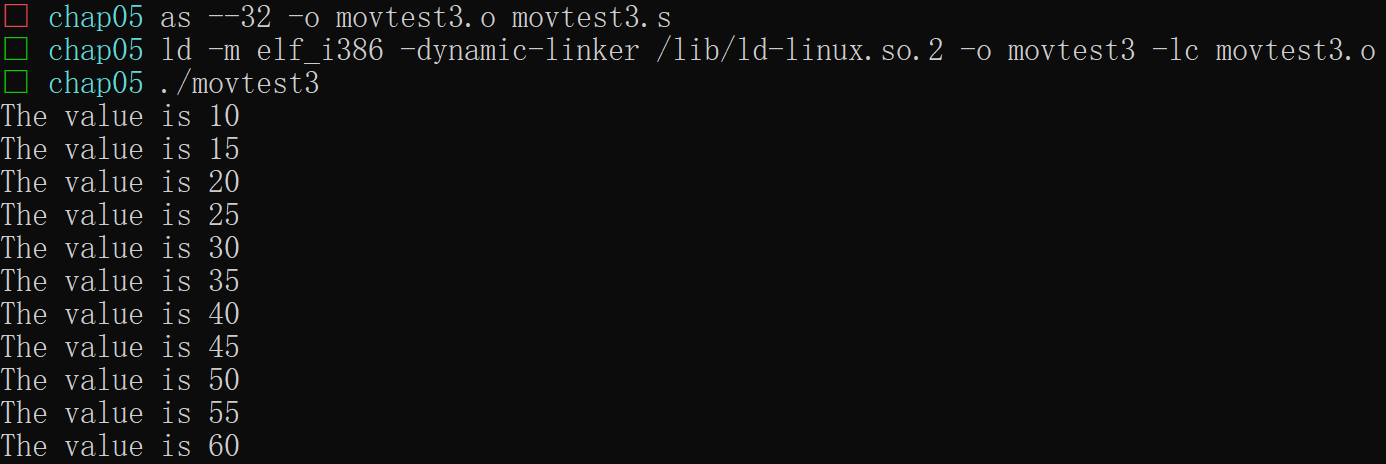 chap05 as --32 -o movtest3.o movtest3.s
chap05 ld -m elf_i386 -dynamic-linker /lib/ld-linux.so.2 -o movtest3 -lc movtest3.o
chap05 ./movtest3
The value is 10
The value is 15
The value is 20
The value is 25
The value is 30
The value is 35
The value is 40
The value is 45
The value is 50
The value is 55
The value is 60